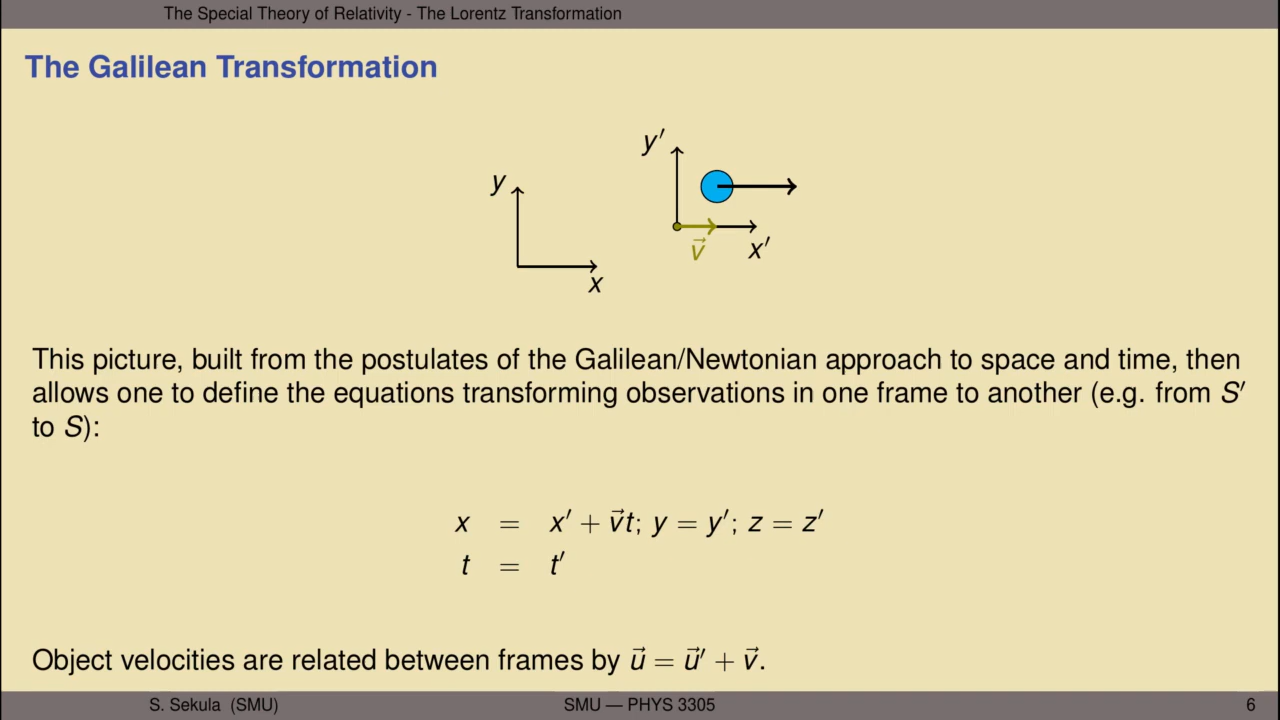 The Special Theory of Relativity - The Lorentz Transformation
The Galilean Transformation
y′
y
v⃗
x′
x
This picture, built from the postulates of the Galilean/Newtonian approach to space and time, then
allows one to define the equations transforming observations in one frame to another (e.g. from S′
to S):
x = x′ + v⃗t; y = y′; z = z′
t = t′
Object velocities are related between frames by u⃗ = u⃗′ + v⃗.
S. Sekula (SMU) SMU — PHYS 3305 6